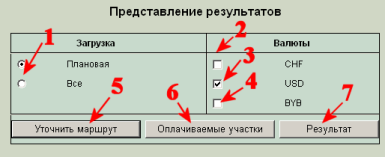 Представление результатов
Загрузка Валюты
1 2
Плановая CHF
3
Все USD
4
BYB
5 6 7
Уточнить маршрут Оплачиваемые участки Результат